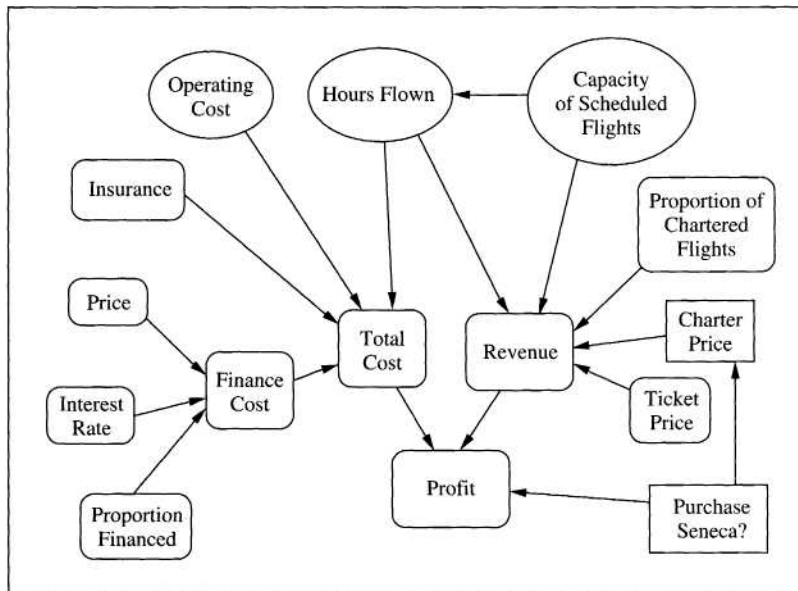 Operating
Cost
Hours Flown
Capacity
of Scheduled
Flights
Insurance
Proportion of
Chartered
Flights
Price
Total
Cost
Revenue
Charter
Price
Finance
Cost
Interest
Rate
Ticket
Price
Profit
Proportion
Financed
Purchase
Seneca?